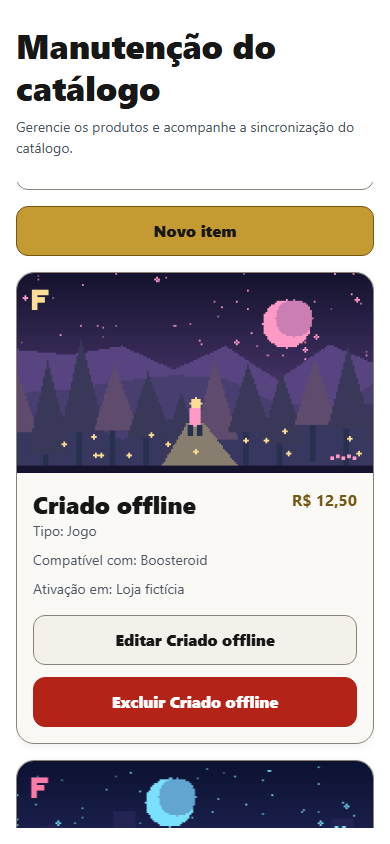 Manutenção do
catálogo
Gerencie os produtos e acompanhe a sincronização do
catálogo.
Novo item
F
Criado offline
R$ 12,50
Tipo: Jogo
Compatível com: Boosteroid
Ativação em: Loja fictícia
Editar Criado offline
Excluir Criado offline
F